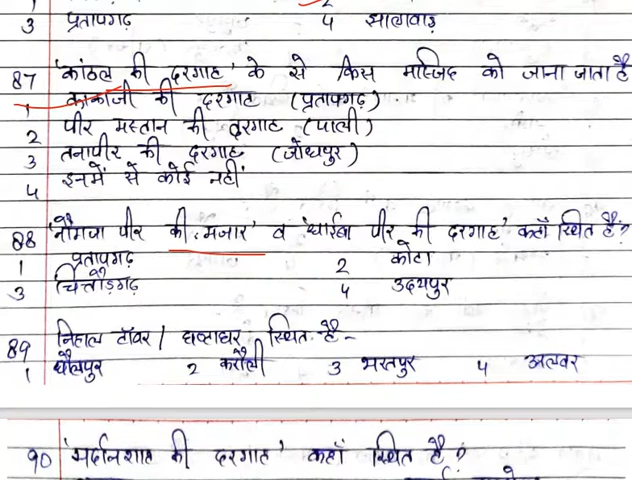 3 प्रतापगढ़ 4 झालावाड़
87 'कांठल की दरगाह' के से किस मस्जिद को जाना जाता है
1 काकाजी की दरगाह (प्रतापगढ़)
2 पीर मस्तान की दरगाह (पाली)
3 तनापीर की दरगाह (जोधपुर)
4 इनमें से कोई नहीं
88 'नौगजा पीर की मजार' व 'धाईबा पीर की दरगाह' कहाँ स्थित है?
1 प्रतापगढ़ 2 कोटा
3 चित्तौड़गढ़ 4 उदयपुर
89 निहाल टॉवर / घण्टाघर स्थित है -
1 धौलपुर 2 करौली 3 भरतपुर 4 अलवर
90 'मर्दानशाह की दरगाह' कहाँ स्थित है ?